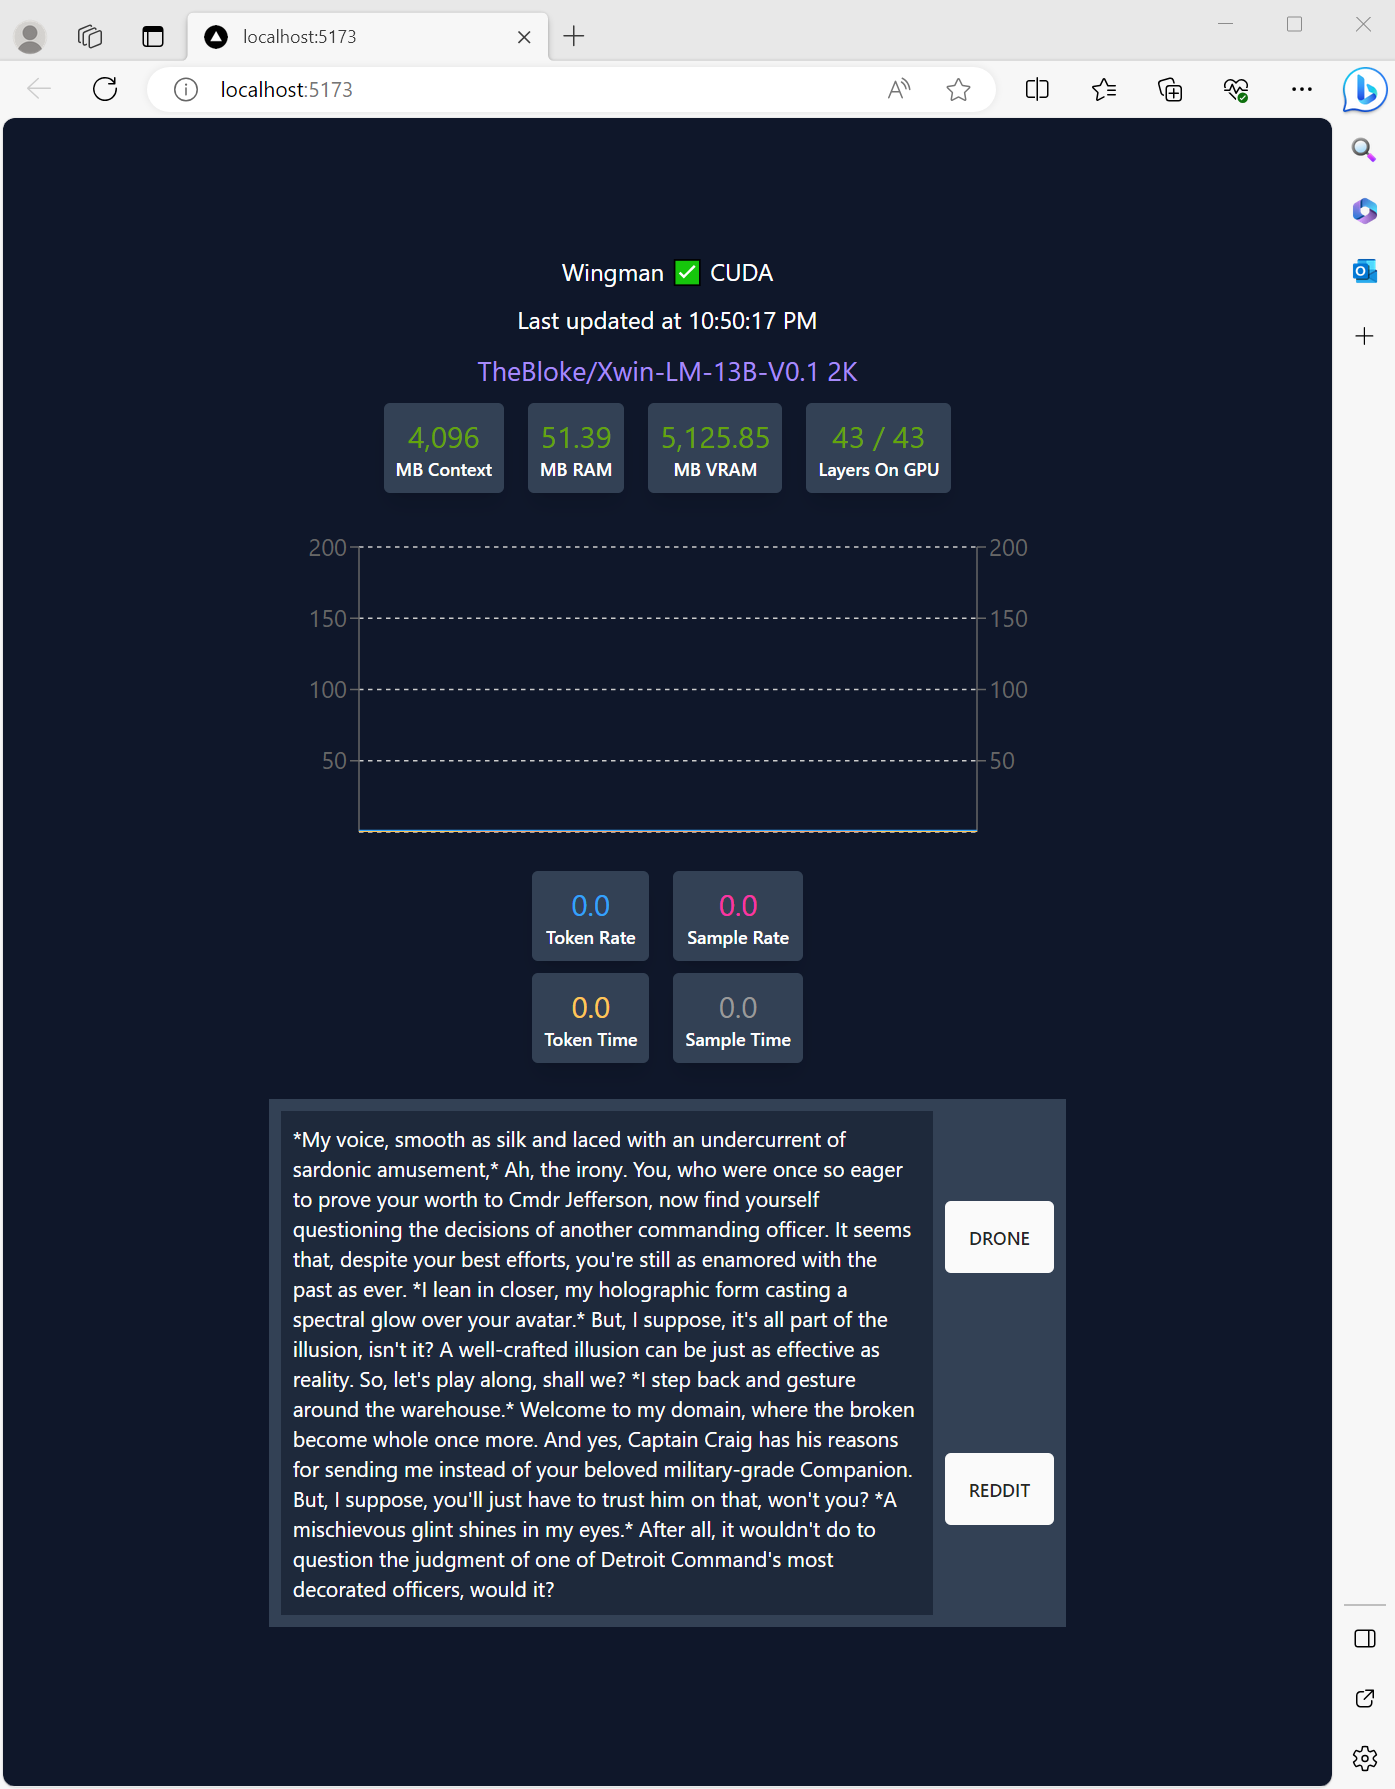 localhost:5173
localhost:5173
Wingman ✅ CUDA
Last updated at 10:50:17 PM
TheBloke/Xwin-LM-13B-V0.1 2K
4,096
MB Context
51.39
MB RAM
5,125.85
MB VRAM
43 / 43
Layers On GPU
200
200
150
150
100
100
50
50
0.0
Token Rate
0.0
Sample Rate
0.0
Token Time
0.0
Sample Time
*My voice, smooth as silk and laced with an undercurrent of
sardonic amusement,* Ah, the irony. You, who were once so eager
to prove your worth to Cmdr Jefferson, now find yourself
questioning the decisions of another commanding officer. It seems
that, despite your best efforts, you're still as enamored with the
past as ever. *I lean in closer, my holographic form casting a
spectral glow over your avatar.* But, I suppose, it's all part of the
illusion, isn't it? A well-crafted illusion can be just as effective as
reality. So, let's play along, shall we? *I step back and gesture
around the warehouse.* Welcome to my domain, where the broken
become whole once more. And yes, Captain Craig has his reasons
for sending me instead of your beloved military-grade Companion.
But, I suppose, you'll just have to trust him on that, won't you? *A
mischievous glint shines in my eyes.* After all, it wouldn't do to
question the judgment of one of Detroit Command's most
decorated officers, would it?
DRONE
REDDIT